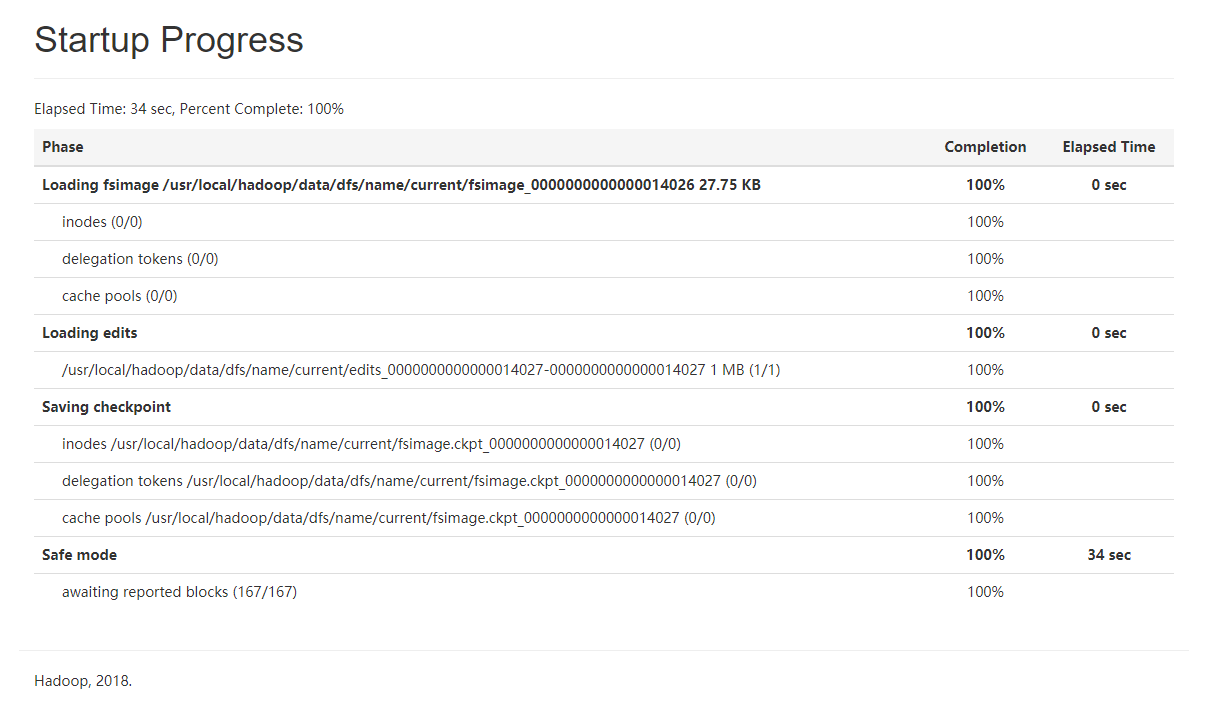 Startup Progress
Elapsed Time: 34 sec, Percent Complete: 100%
Phase Completion Elapsed Time
Loading fsimage /usr/local/hadoop/data/dfs/name/current/fsimage_0000000000000014026 27.75 KB 100% 0 sec
inodes (0/0) 100%
delegation tokens (0/0) 100%
cache pools (0/0) 100%
Loading edits 100% 0 sec
/usr/local/hadoop/data/dfs/name/current/edits_0000000000000014027-0000000000000014027 1 MB (1/1) 100%
Saving checkpoint 100% 0 sec
inodes /usr/local/hadoop/data/dfs/name/current/fsimage.ckpt_0000000000000014027 (0/0) 100%
delegation tokens /usr/local/hadoop/data/dfs/name/current/fsimage.ckpt_0000000000000014027 (0/0) 100%
cache pools /usr/local/hadoop/data/dfs/name/current/fsimage.ckpt_0000000000000014027 (0/0) 100%
Safe mode 100% 34 sec
awaiting reported blocks (167/167) 100%
Hadoop, 2018.